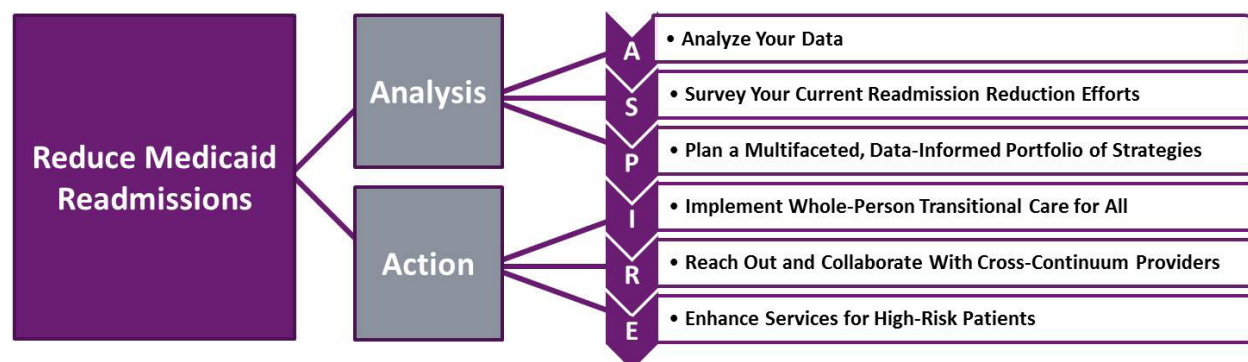 Reduce Medicaid
Readmissions
Analysis
Action
A
• Analyze Your Data
S
• Survey Your Current Readmission Reduction Efforts
P
• Plan a Multifaceted, Data-Informed Portfolio of Strategies
I
• Implement Whole-Person Transitional Care for All
R
• Reach Out and Collaborate With Cross-Continuum Providers
E
• Enhance Services for High-Risk Patients